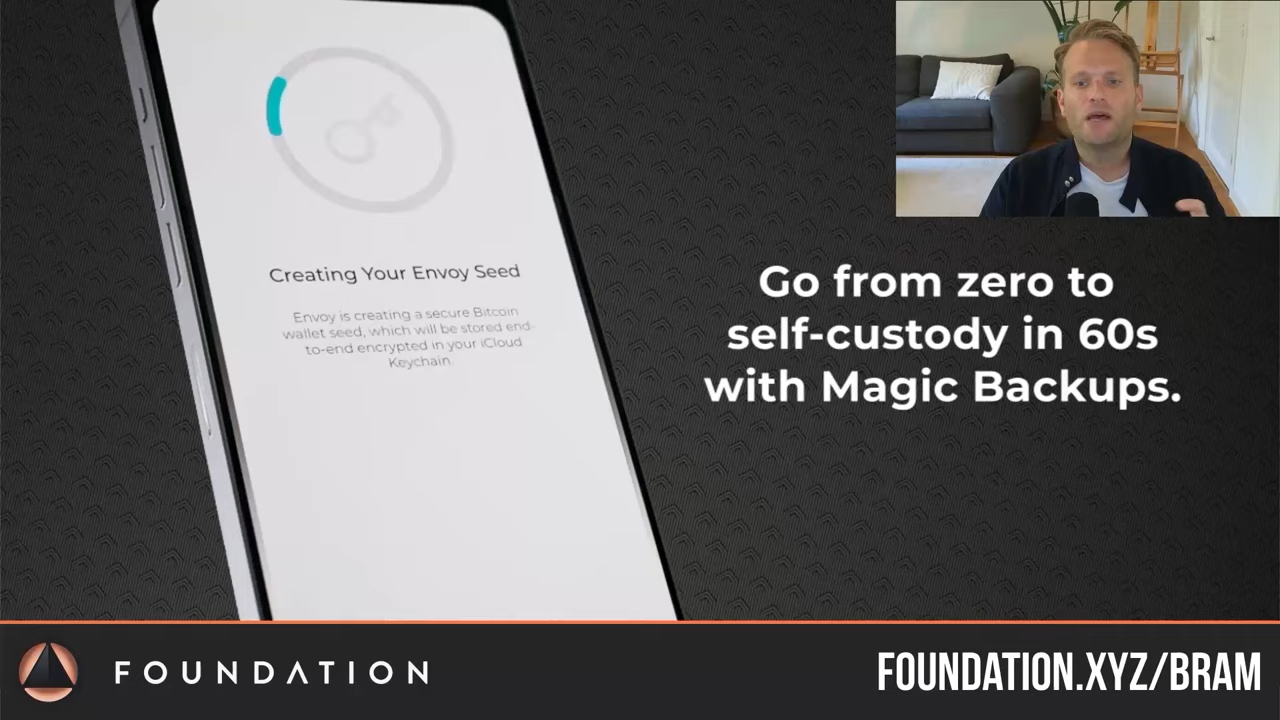 Creating Your Envoy Seed
Envoy is creating a secure Bitcoin
wallet seed, which will be stored end-
to-end encrypted in your iCloud
Keychain.
Go from zero to
self-custody in 60s
with Magic Backups.
FOUNDATION
FOUNDATION.XYZ/BRAM